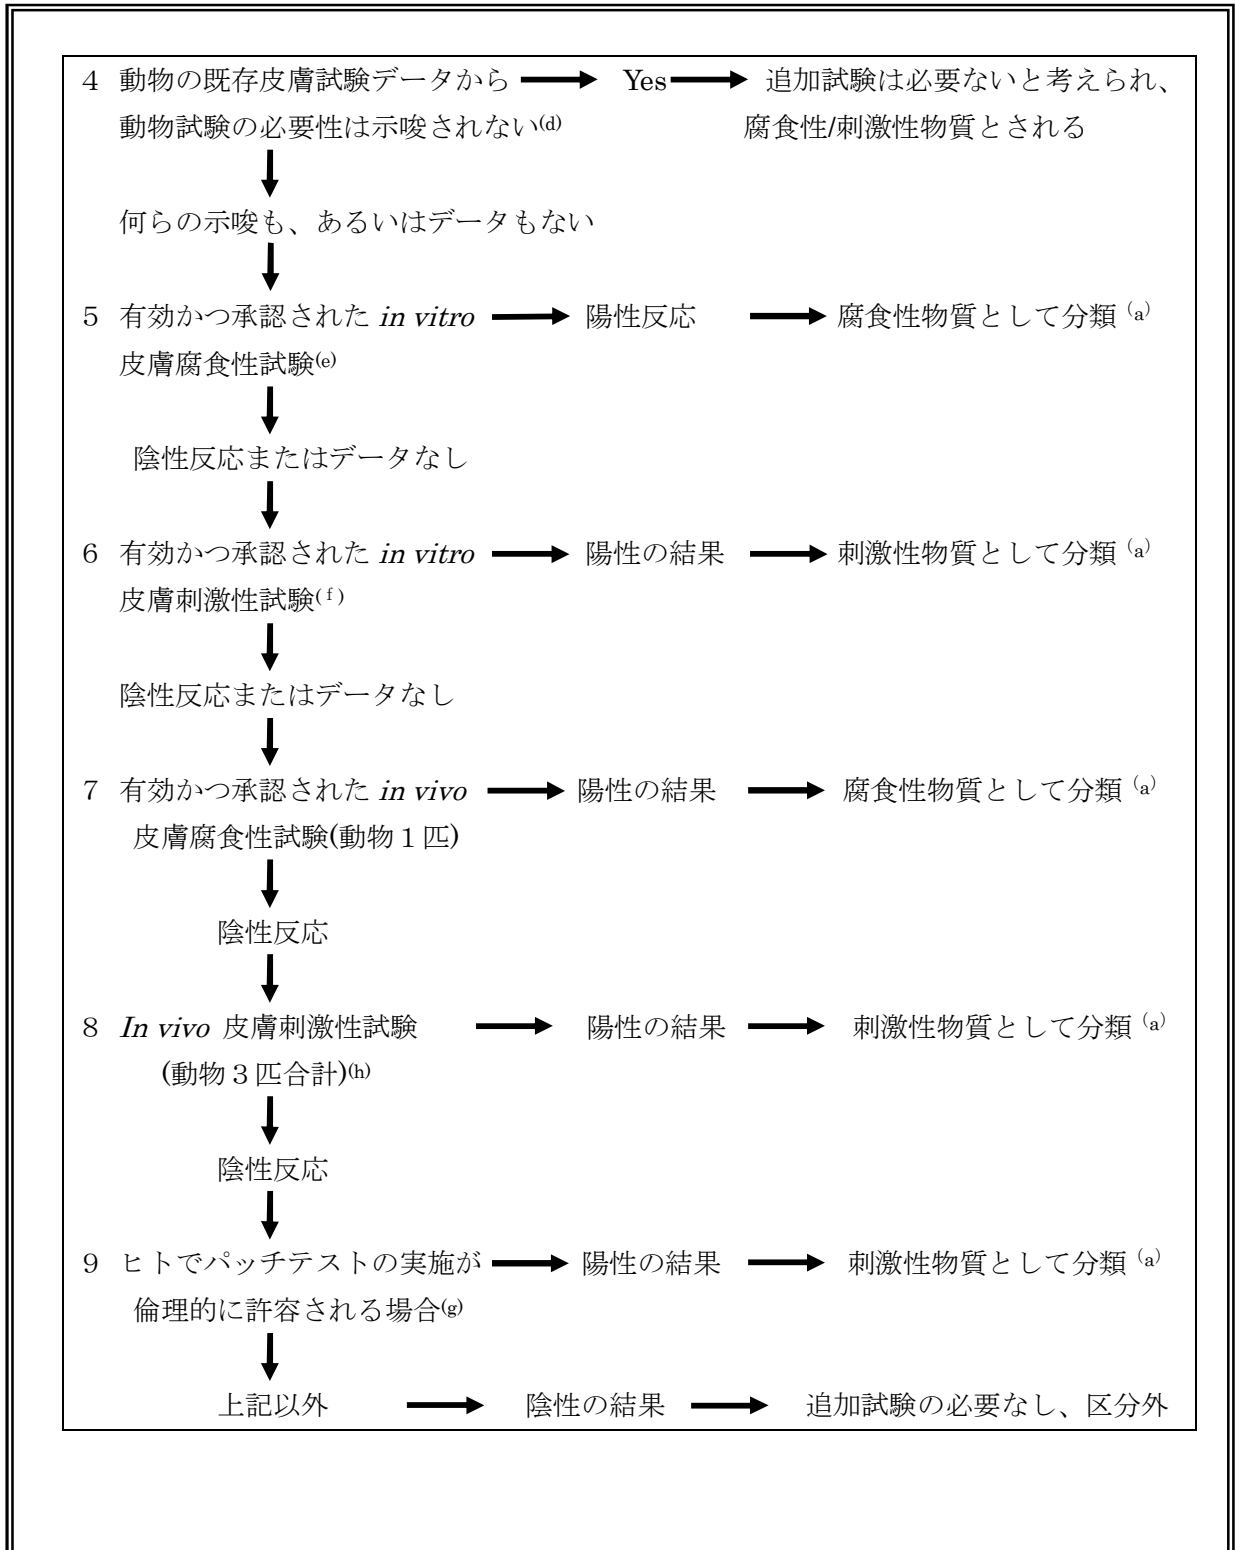 4 動物の既存皮膚試験データから Yes 追加試験は必要ないと考えられ、
動物試験の必要性は示唆されない(d) 腐食性/刺激性物質とされる
何らの示唆も、あるいはデータもない
5 有効かつ承認された in vitro 陽性反応 腐食性物質として分類(a)
皮膚腐食性試験(e)
陰性反応またはデータなし
6 有効かつ承認された in vitro 陽性の結果 刺激性物質として分類(a)
皮膚刺激性試験(f)
陰性反応またはデータなし
7 有効かつ承認された in vivo 陽性の結果 腐食性物質として分類(a)
皮膚腐食性試験(動物1匹)
陰性反応
8 In vivo 皮膚刺激性試験 陽性の結果 刺激性物質として分類(a)
(動物3匹合計)(h)
陰性反応
9 ヒトでパッチテストの実施が 陽性の結果 刺激性物質として分類(a)
倫理的に許容される場合(g)
上記以外 陰性の結果 追加試験の必要なし、区分外